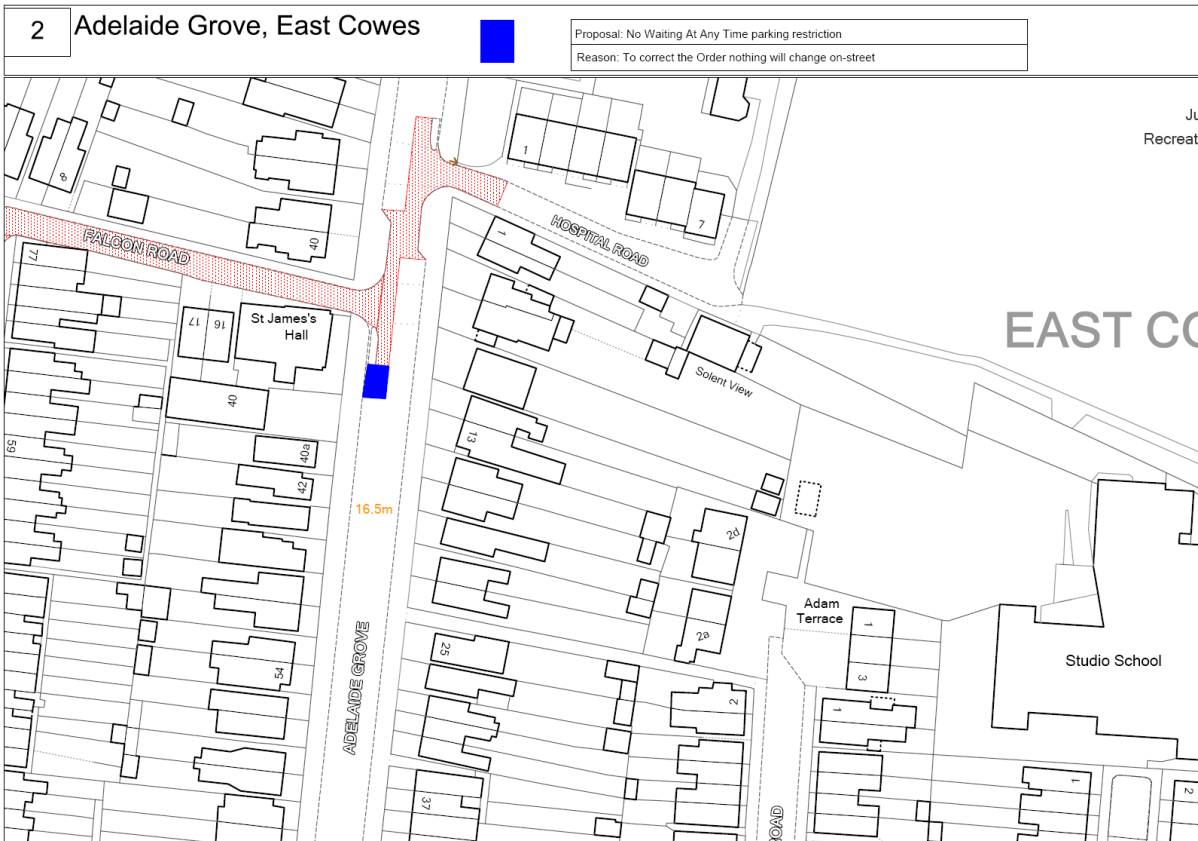 2
Adelaide Grove, East Cowes
Proposal: No Waiting At Any Time parking restriction
Reason: To correct the Order nothing will change on-street
Ju
Recreat
8
1
7
40
HOSPITAL ROAD
FALCON ROAD
77
1
17
16
St James's
Hall
EAST CO
Solent View
40
13
59
40a
42
16.5m
2d
Adam
Terrace
1
2a
ADELAIDE GROVE
25
54
3
Studio School
2
1
37
ROAD
1
2